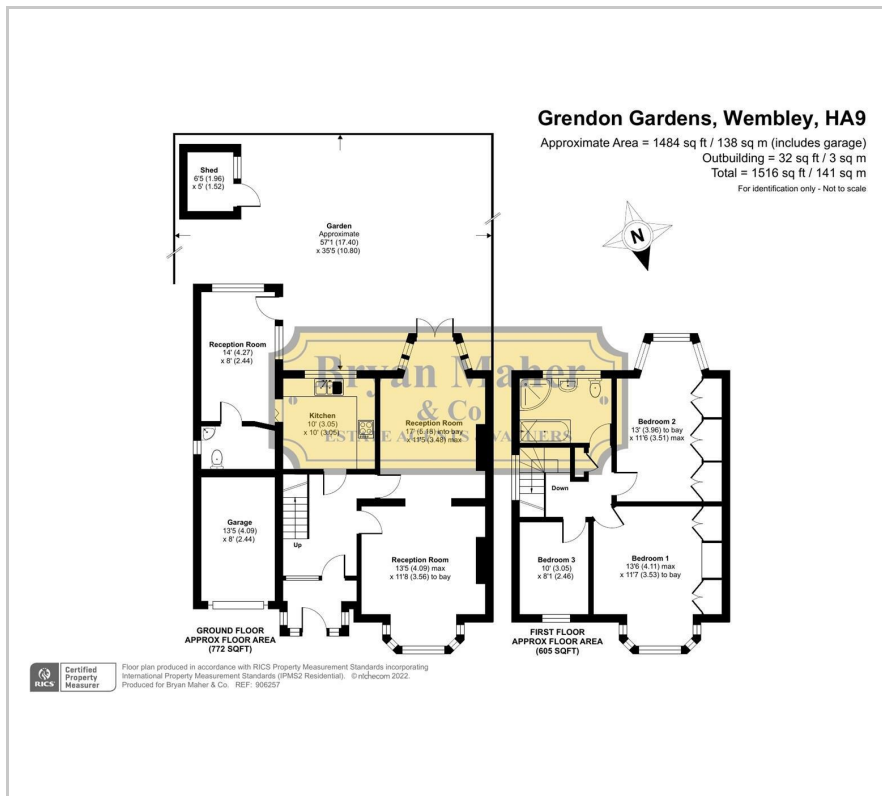 Grendon Gardens, Wembley, HA9
Approximate Area = 1484 sq ft / 138 sq m (includes garage)
Outbuilding = 32 sq ft / 3 sq m
Total = 1516 sq ft / 141 sq m
For identification only - Not to scale
N
Shed
6'5 (1.96)
x 5' (1.52)
Garden
Approximate
57'1 (17.40)
x 35'5 (10.80)
Reception Room
14' (4.27)
x 8' (2.44)
Bryan Maher
& Co
ESTATE AGENTS VALUERS
Kitchen
10' (3.05)
x 10' (3.05)
Reception Room
17' (5.18) into bay
x 11'5 (3.48) max
Bedroom 2
13' (3.96) to bay
x 11'6 (3.51) max
Down
Garage
13'5 (4.09)
x 8' (2.44)
Up
Reception Room
13'5 (4.09) max
x 11'8 (3.56) to bay
Bedroom 3
10' (3.05)
x 8'1 (2.46)
Bedroom 1
13'6 (4.11) max
x 11'7 (3.53) to bay
GROUND FLOOR
APPROX FLOOR AREA
(772 SQFT)
FIRST FLOOR
APPROX FLOOR AREA
(605 SQFT)
RICS
Certified
Property
Measurer
Floor plan produced in accordance with RICS Property Measurement Standards incorporating
International Property Measurement Standards (IPMS2 Residential). © nichecom 2022.
Produced for Bryan Maher & Co. REF: 906257